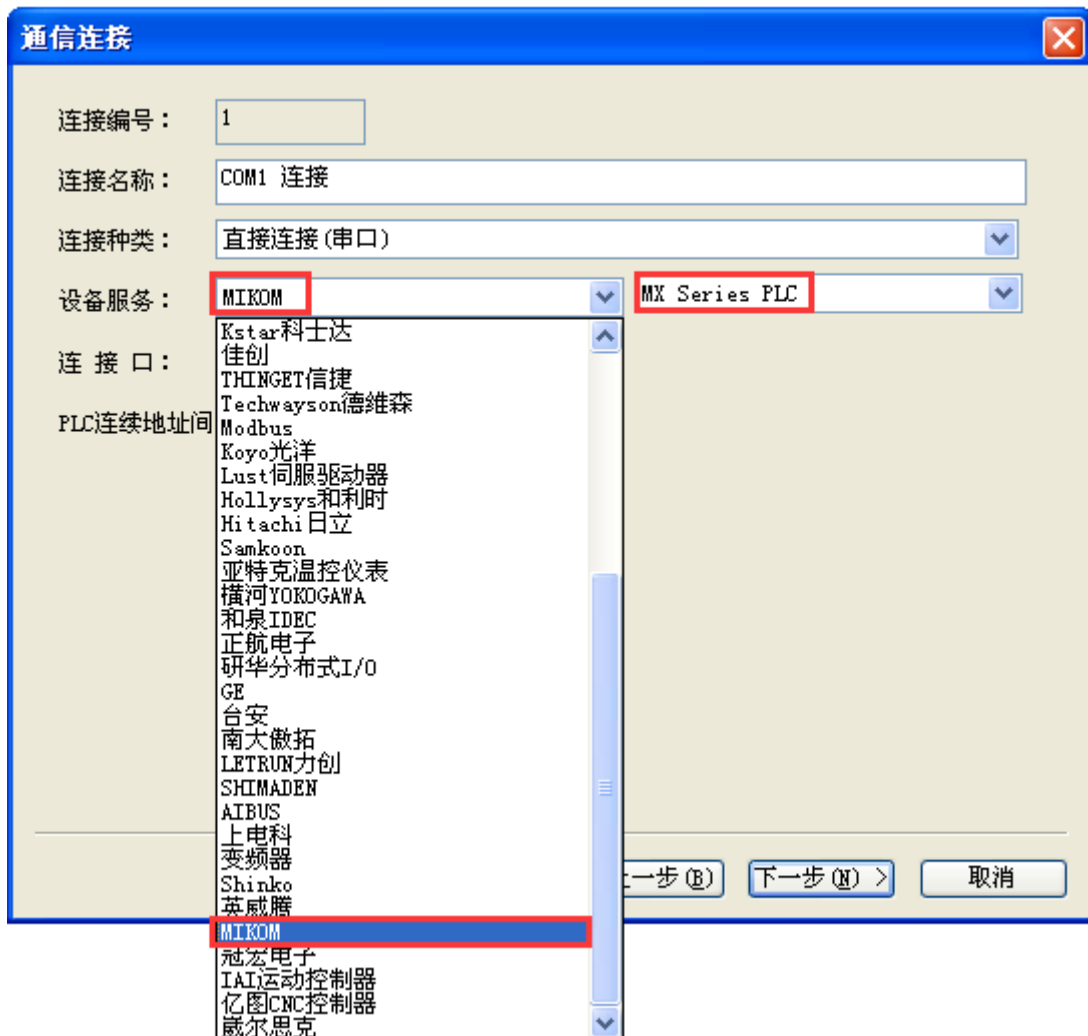 通信连接
连接编号：
1
连接名称：
COM1 连接
连接种类：
直接连接(串口)
设备服务：
MIKOM
MX Series PLC
连 接 口：
PLC连续地址间
Kstar科士达
佳创
THINGET信捷
Techwayson德维森
Modbus
Koyo光洋
Lust伺服驱动器
Hollysys和利时
Hitachi日立
Samkoon
亚特克温控仪表
横河YOKOGAWA
和泉IDEC
正航电子
研华分布式I/O
GE
台安
南大傲拓
LETRUN力创
SHIMADEN
AIBUS
上电科
变频器
Shinko
英威腾
MIKOM
冠宏电子
IAI运动控制器
亿图CNC控制器
威尔思克
一步(B)
下一步(N) >
取消